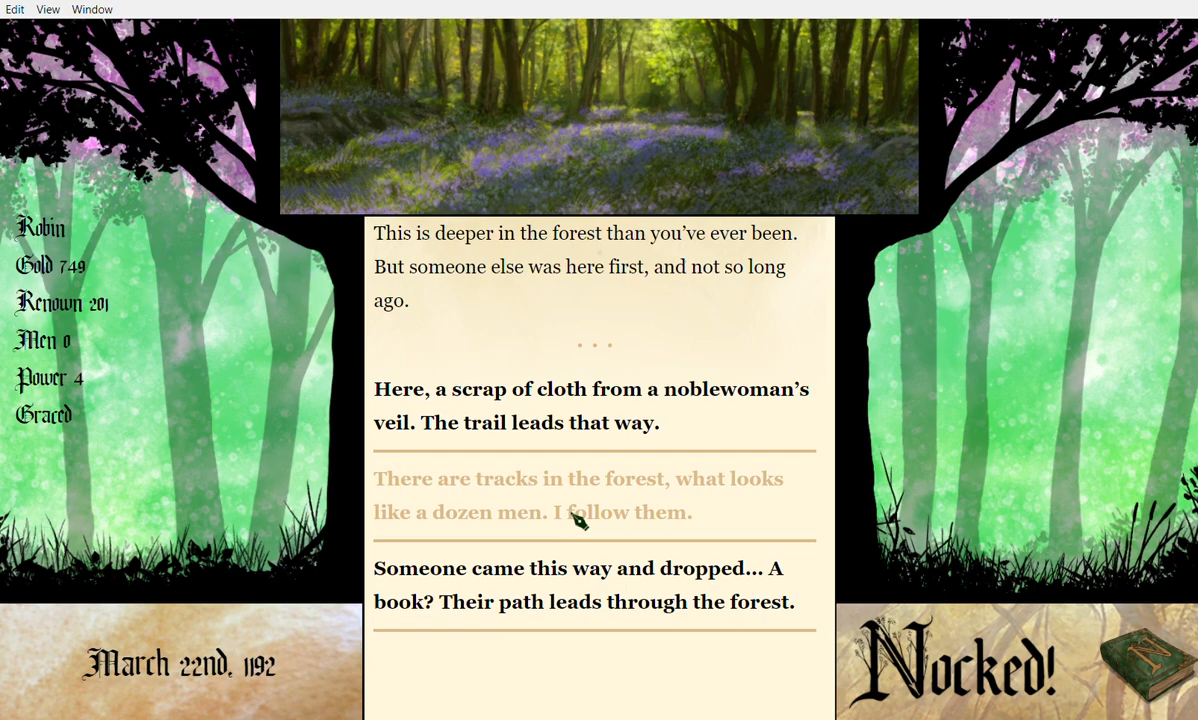 Edit View Window
Robin
Gold 749
Renown 201
Men 0
Power 4
Graced
This is deeper in the forest than you’ve ever been.
But someone else was here first, and not so long
ago.
• • •
Here, a scrap of cloth from a noblewoman’s
veil. The trail leads that way.
There are tracks in the forest, what looks
like a dozen men. I follow them.
Someone came this way and dropped... A
book? Their path leads through the forest.
March 22nd, 1192
Nocked!
N